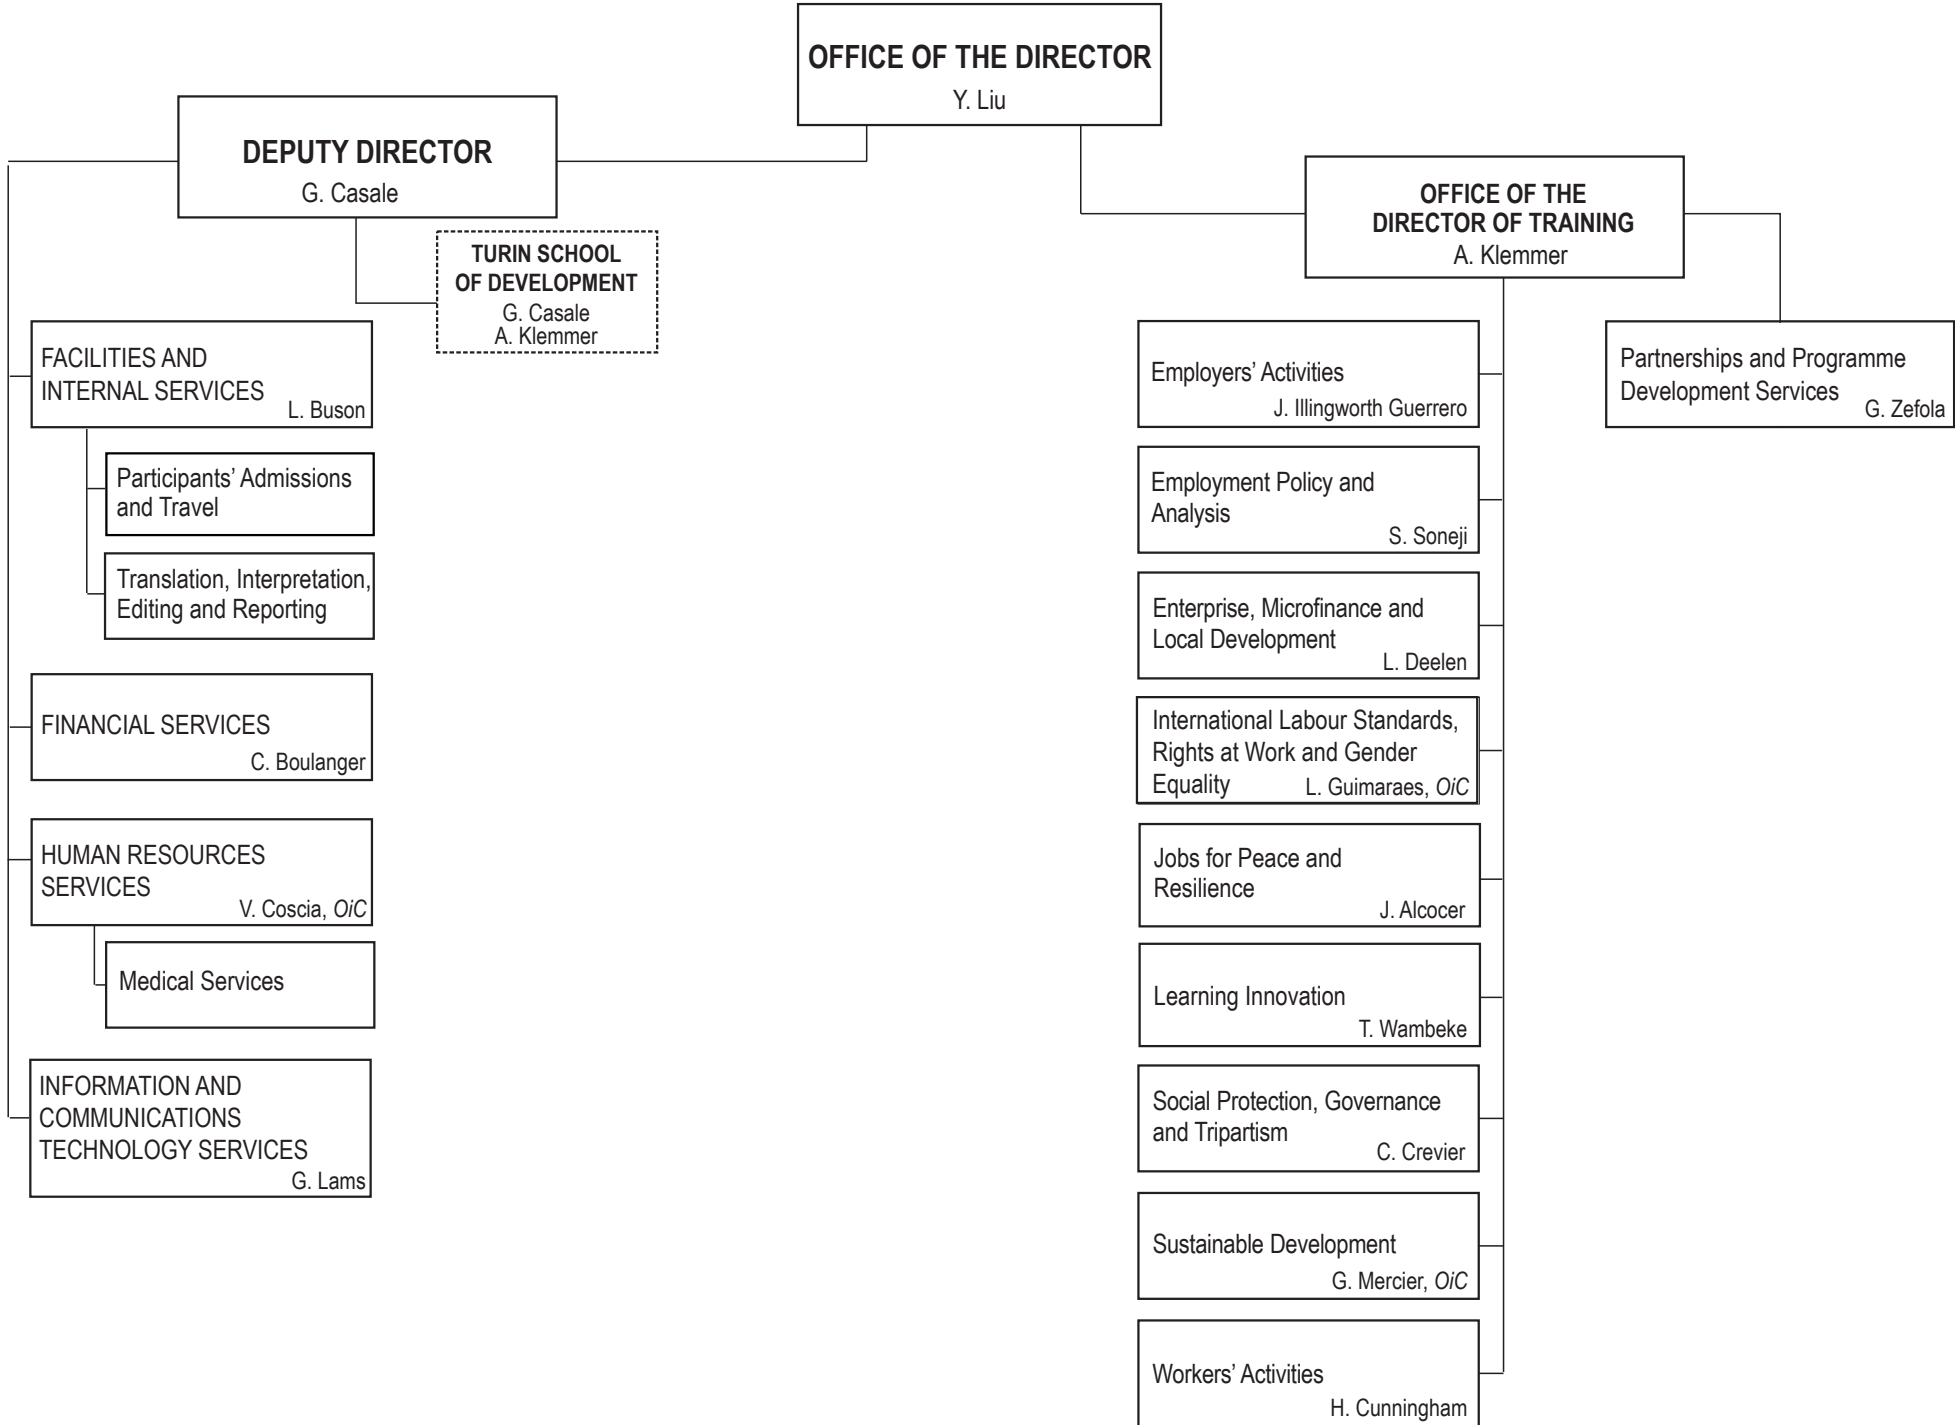 OFFICE OF THE DIRECTOR
Y. Liu
DEPUTY DIRECTOR
G. Casale
TURIN SCHOOL
OF DEVELOPMENT
G. Casale
A. Klemmer
FACILITIES AND
INTERNAL SERVICES
L. Buson
Participants’ Admissions
and Travel
Translation, Interpretation,
Editing and Reporting
FINANCIAL SERVICES
C. Boulanger
HUMAN RESOURCES
SERVICES
V. Coscia, OiC
Medical Services
INFORMATION AND
COMMUNICATIONS
TECHNOLOGY SERVICES
G. Lams
OFFICE OF THE
DIRECTOR OF TRAINING
A. Klemmer
Employers’ Activities
J. Illingworth Guerrero
Employment Policy and
Analysis
S. Soneji
Enterprise, Microfinance and
Local Development
L. Deelen
International Labour Standards,
Rights at Work and Gender
Equality L. Guimaraes, OiC
Jobs for Peace and
Resilience
J. Alcocer
Learning Innovation
T. Wambeke
Social Protection, Governance
and Tripartism
C. Crevier
Sustainable Development
G. Mercier, OiC
Workers’ Activities
H. Cunningham
Partnerships and Programme
Development Services
G. Zefola